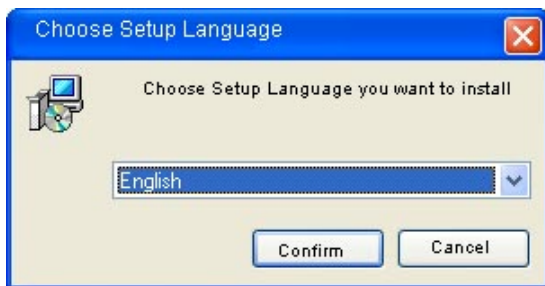 Choose Setup Language
Choose Setup Language you want to install
English
Confirm
Cancel